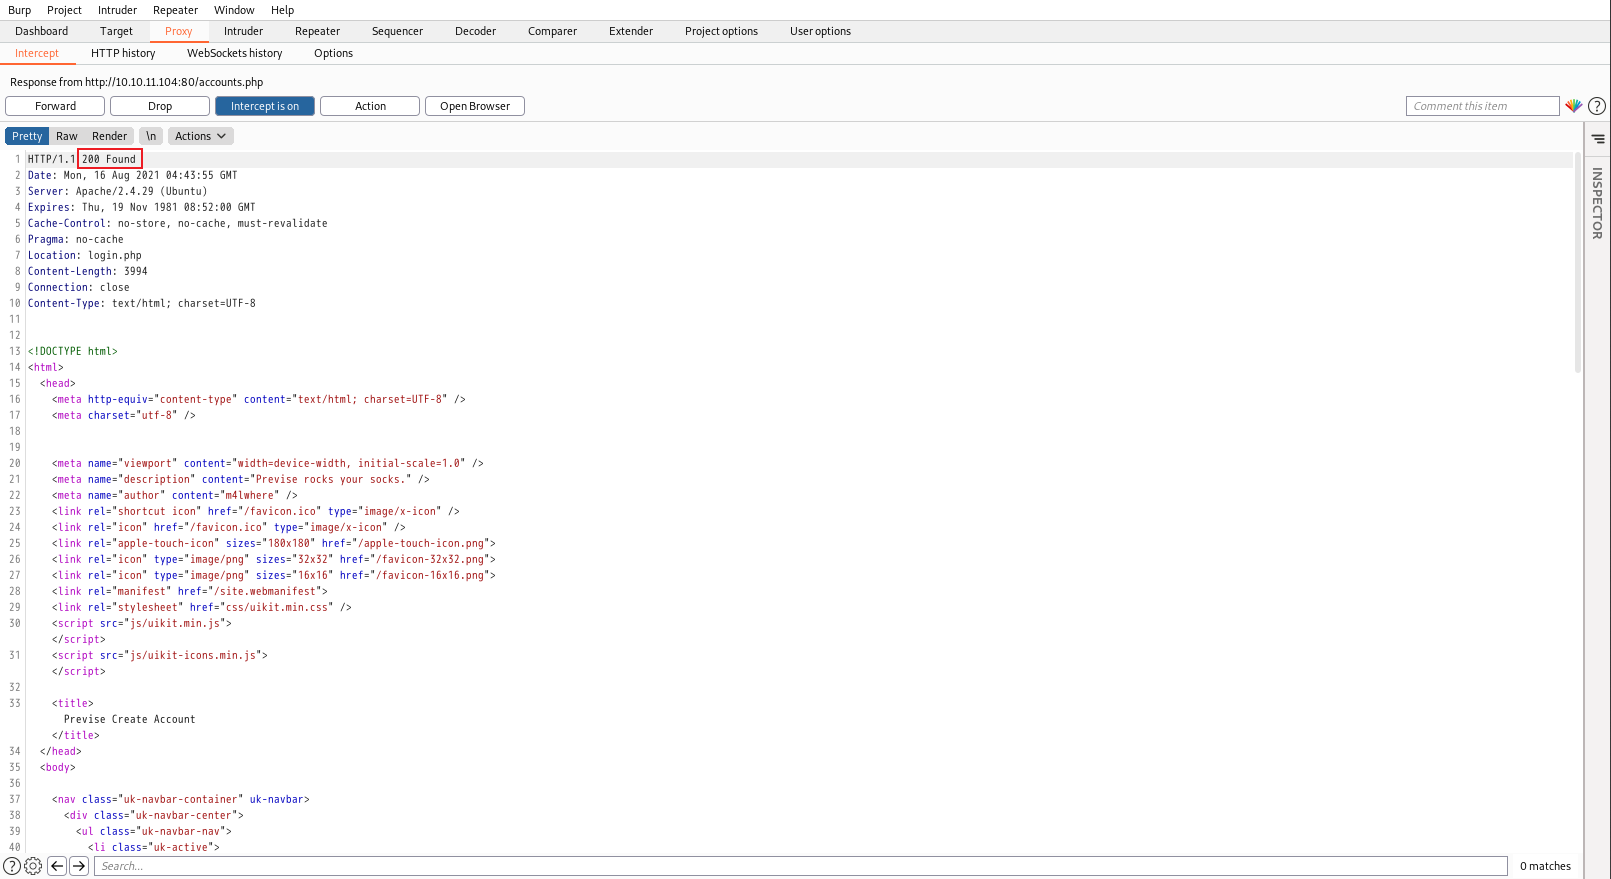 Burp Project Intruder Repeater Window Help
Dashboard Target Proxy Intruder Repeater Sequencer Decoder Comparer Extender Project options User options
Intercept HTTP history WebSockets history Options
Response from http://10.10.11.104:80/accounts.php
Forward Drop Intercept is on Action Open Browser Comment this item ?
Pretty Raw Render \n Actions
INSPECTOR
1 HTTP/1.1 200 Found
2 Date: Mon, 16 Aug 2021 04:43:55 GMT
3 Server: Apache/2.4.29 (Ubuntu)
4 Expires: Thu, 19 Nov 1981 08:52:00 GMT
5 Cache-Control: no-store, no-cache, must-revalidate
6 Pragma: no-cache
7 Location: login.php
8 Content-Length: 3994
9 Connection: close
10 Content-Type: text/html; charset=UTF-8
11
12
13 <!DOCTYPE html>
14 <html>
15 <head>
16 <meta http-equiv="content-type" content="text/html; charset=UTF-8" />
17 <meta charset="utf-8" />
18
19
20 <meta name="viewport" content="width=device-width, initial-scale=1.0" />
21 <meta name="description" content="Previse rocks your socks." />
22 <meta name="author" content="m4lwhere" />
23 <link rel="shortcut icon" href="/favicon.ico" type="image/x-icon" />
24 <link rel="icon" href="/favicon.ico" type="image/x-icon" />
25 <link rel="apple-touch-icon" sizes="180x180" href="/apple-touch-icon.png">
26 <link rel="icon" type="image/png" sizes="32x32" href="/favicon-32x32.png">
27 <link rel="icon" type="image/png" sizes="16x16" href="/favicon-16x16.png">
28 <link rel="manifest" href="/site.webmanifest">
29 <link rel="stylesheet" href="css/uikit.min.css" />
30 <script src="js/uikit.min.js">
</script>
31 <script src="js/uikit-icons.min.js">
</script>
32
33 <title>
Previse Create Account
</title>
34 </head>
35 <body>
36
37 <nav class="uk-navbar-container" uk-navbar>
38 <div class="uk-navbar-center">
39 <ul class="uk-navbar-nav">
40 <li class="uk-active">
? Search... 0 matches